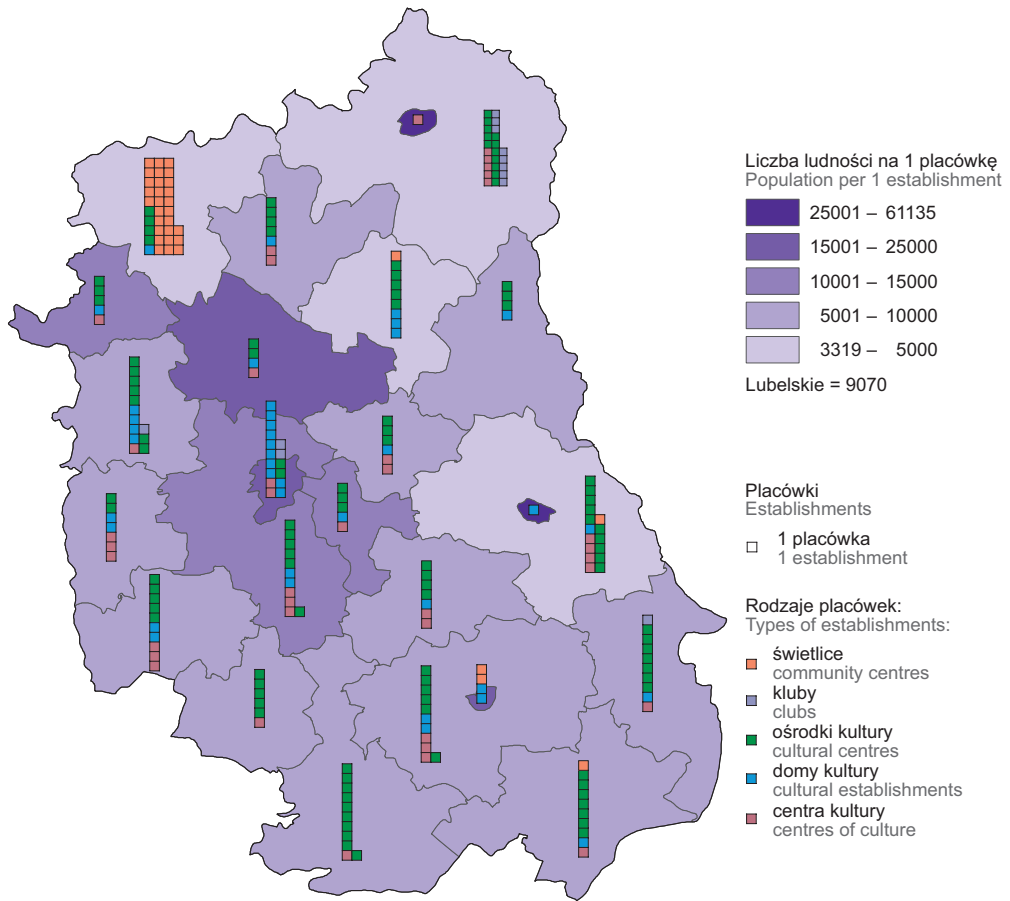 Liczba ludności na 1 placówkę
Population per 1 establishment
25001 – 61135
15001 – 25000
10001 – 15000
5001 – 10000
3319 – 5000
Lubelskie = 9070
Placówki
Establishments
1 placówka
1 establishment
Rodzaje placówek:
Types of establishments:
świetlice
community centres
kluby
clubs
ośrodki kultury
cultural centres
domy kultury
cultural establishments
centra kultury
centres of culture